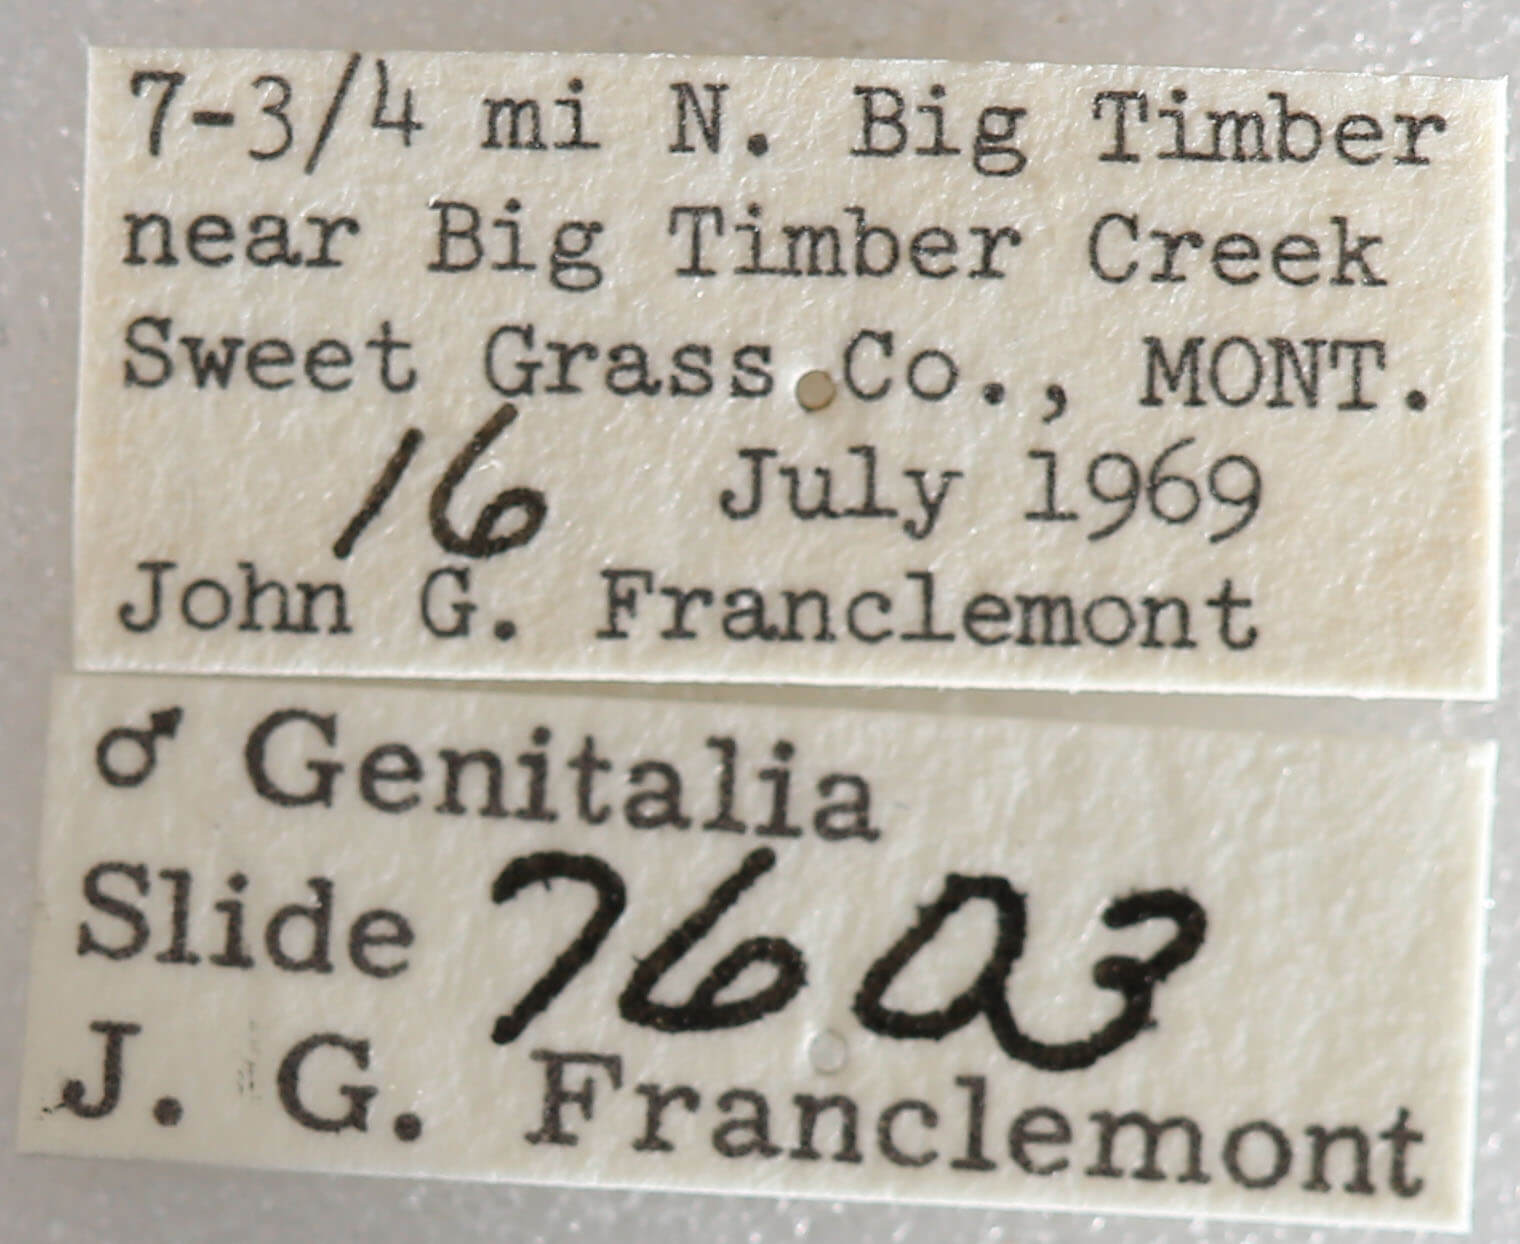 7-3/4 mi N. Big Timber
near Big Timber Creek
Sweet Grass Co., MONT.
16 July 1969
John G. Franclemont
♂ Genitalia
Slide 7603
J. G. Franclemont